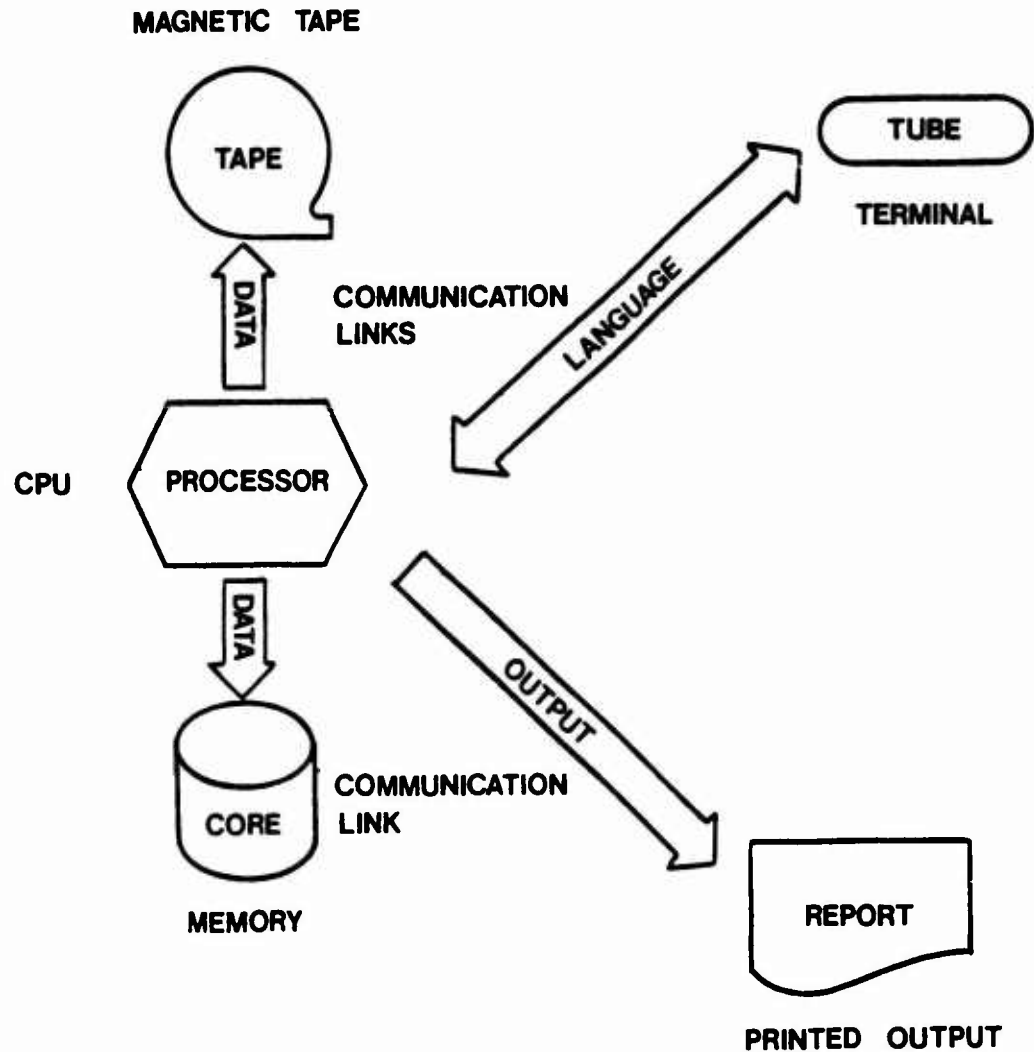 MAGNETIC TAPE
TAPE
TUBE
TERMINAL
DATA
COMMUNICATION
LINKS
LANGUAGE
CPU
PROCESSOR
DATA
OUTPUT
CORE
COMMUNICATION
LINK
MEMORY
REPORT
PRINTED OUTPUT